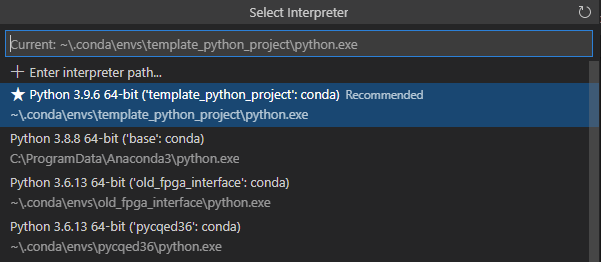 Select Interpreter
Current: ~\.conda\envs\template_python_project\python.exe
+ Enter interpreter path...
★ Python 3.9.6 64-bit ('template_python_project': conda) Recommended
~\.conda\envs\template_python_project\python.exe
Python 3.8.8 64-bit ('base': conda)
C:\ProgramData\Anaconda3\python.exe
Python 3.6.13 64-bit ('old_fpga_interface': conda)
~\.conda\envs\old_fpga_interface\python.exe
Python 3.6.13 64-bit ('pycqed36': conda)
~\.conda\envs\pycqed36\python.exe